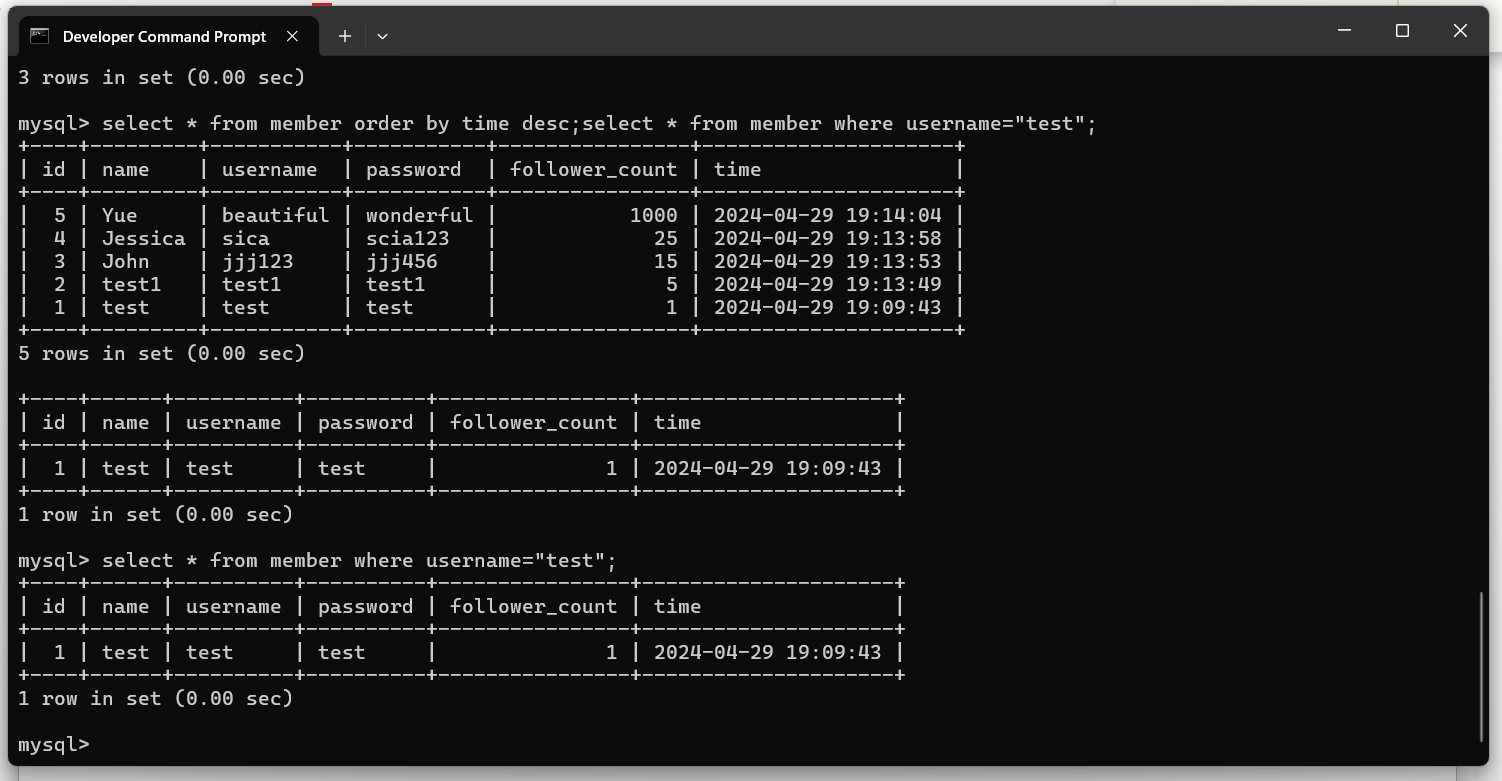 Developer Command Prompt
3 rows in set (0.00 sec)
mysql> select * from member order by time desc;select * from member where username="test";
+----+---------+-----------+-----------+----------------+---------------------+
| id | name    | username  | password  | follower_count | time                |
+----+---------+-----------+-----------+----------------+---------------------+
|  5 | Yue     | beautiful | wonderful |           1000 | 2024-04-29 19:14:04 |
|  4 | Jessica | sica      | scia123   |             25 | 2024-04-29 19:13:58 |
|  3 | John    | jjj123    | jjj456    |             15 | 2024-04-29 19:13:53 |
|  2 | test1   | test1     | test1     |              5 | 2024-04-29 19:13:49 |
|  1 | test    | test      | test      |              1 | 2024-04-29 19:09:43 |
+----+---------+-----------+-----------+----------------+---------------------+
5 rows in set (0.00 sec)
+----+------+----------+----------+----------------+---------------------+
| id | name | username | password | follower_count | time                |
+----+------+----------+----------+----------------+---------------------+
|  1 | test | test     | test     |              1 | 2024-04-29 19:09:43 |
+----+------+----------+----------+----------------+---------------------+
1 row in set (0.00 sec)
mysql> select * from member where username="test";
+----+------+----------+----------+----------------+---------------------+
| id | name | username | password | follower_count | time                |
+----+------+----------+----------+----------------+---------------------+
|  1 | test | test     | test     |              1 | 2024-04-29 19:09:43 |
+----+------+----------+----------+----------------+---------------------+
1 row in set (0.00 sec)
mysql>